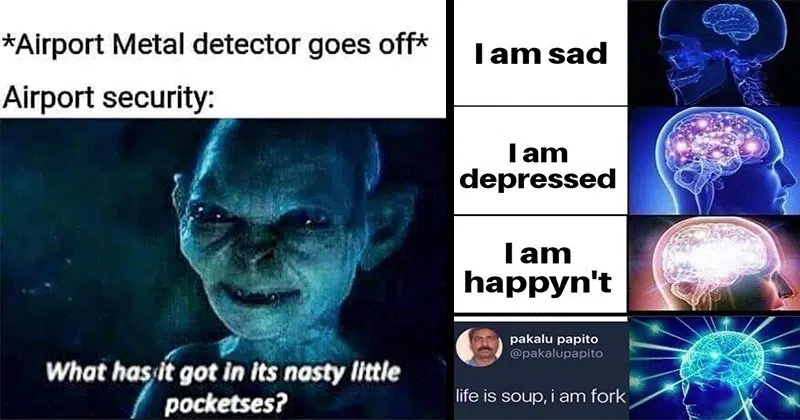 *Airport Metal detector goes off*
Airport security:
What has it got in its nasty little
pocketses?
I am sad
I am
depressed
I am
happyn't
pakalu papito
@pakalupapito
life is soup, i am fork